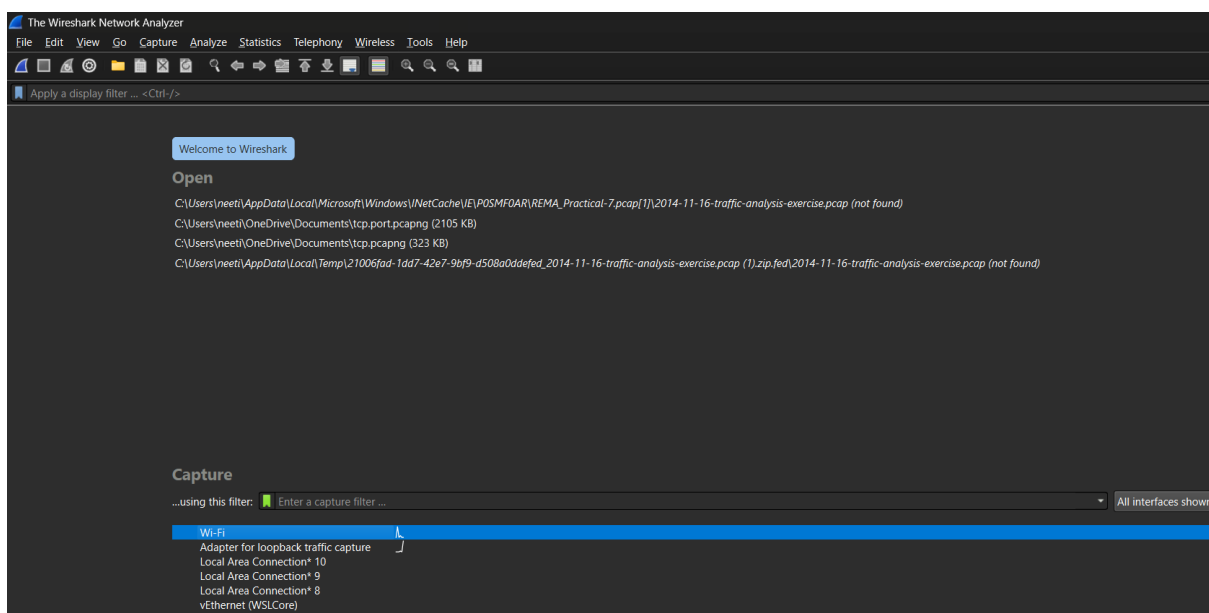 The Wireshark Network Analyzer
File Edit View Go Capture Analyze Statistics Telephony Wireless Tools Help
Apply a display filter ... <Ctrl-/>
Welcome to Wireshark
Open
C:\Users\neeti\AppData\Local\Microsoft\Windows\INetCache\IE\P0SMF0AR\REMA_Practical-7.pcap[1]\2014-11-16-traffic-analysis-exercise.pcap (not found)
C:\Users\neeti\OneDrive\Documents\tcp.port.pcapng (2105 KB)
C:\Users\neeti\OneDrive\Documents\tcp.pcapng (323 KB)
C:\Users\neeti\AppData\Local\Temp\21006fad-1dd7-42e7-9bf9-d508a0ddefed_2014-11-16-traffic-analysis-exercise.pcap (1).zip.fed\2014-11-16-traffic-analysis-exercise.pcap (not found)
Capture
...using this filter: Enter a capture filter ... All interfaces shown
Wi-Fi
Adapter for loopback traffic capture
Local Area Connection* 10
Local Area Connection* 9
Local Area Connection* 8
vEthernet (WSLCore)